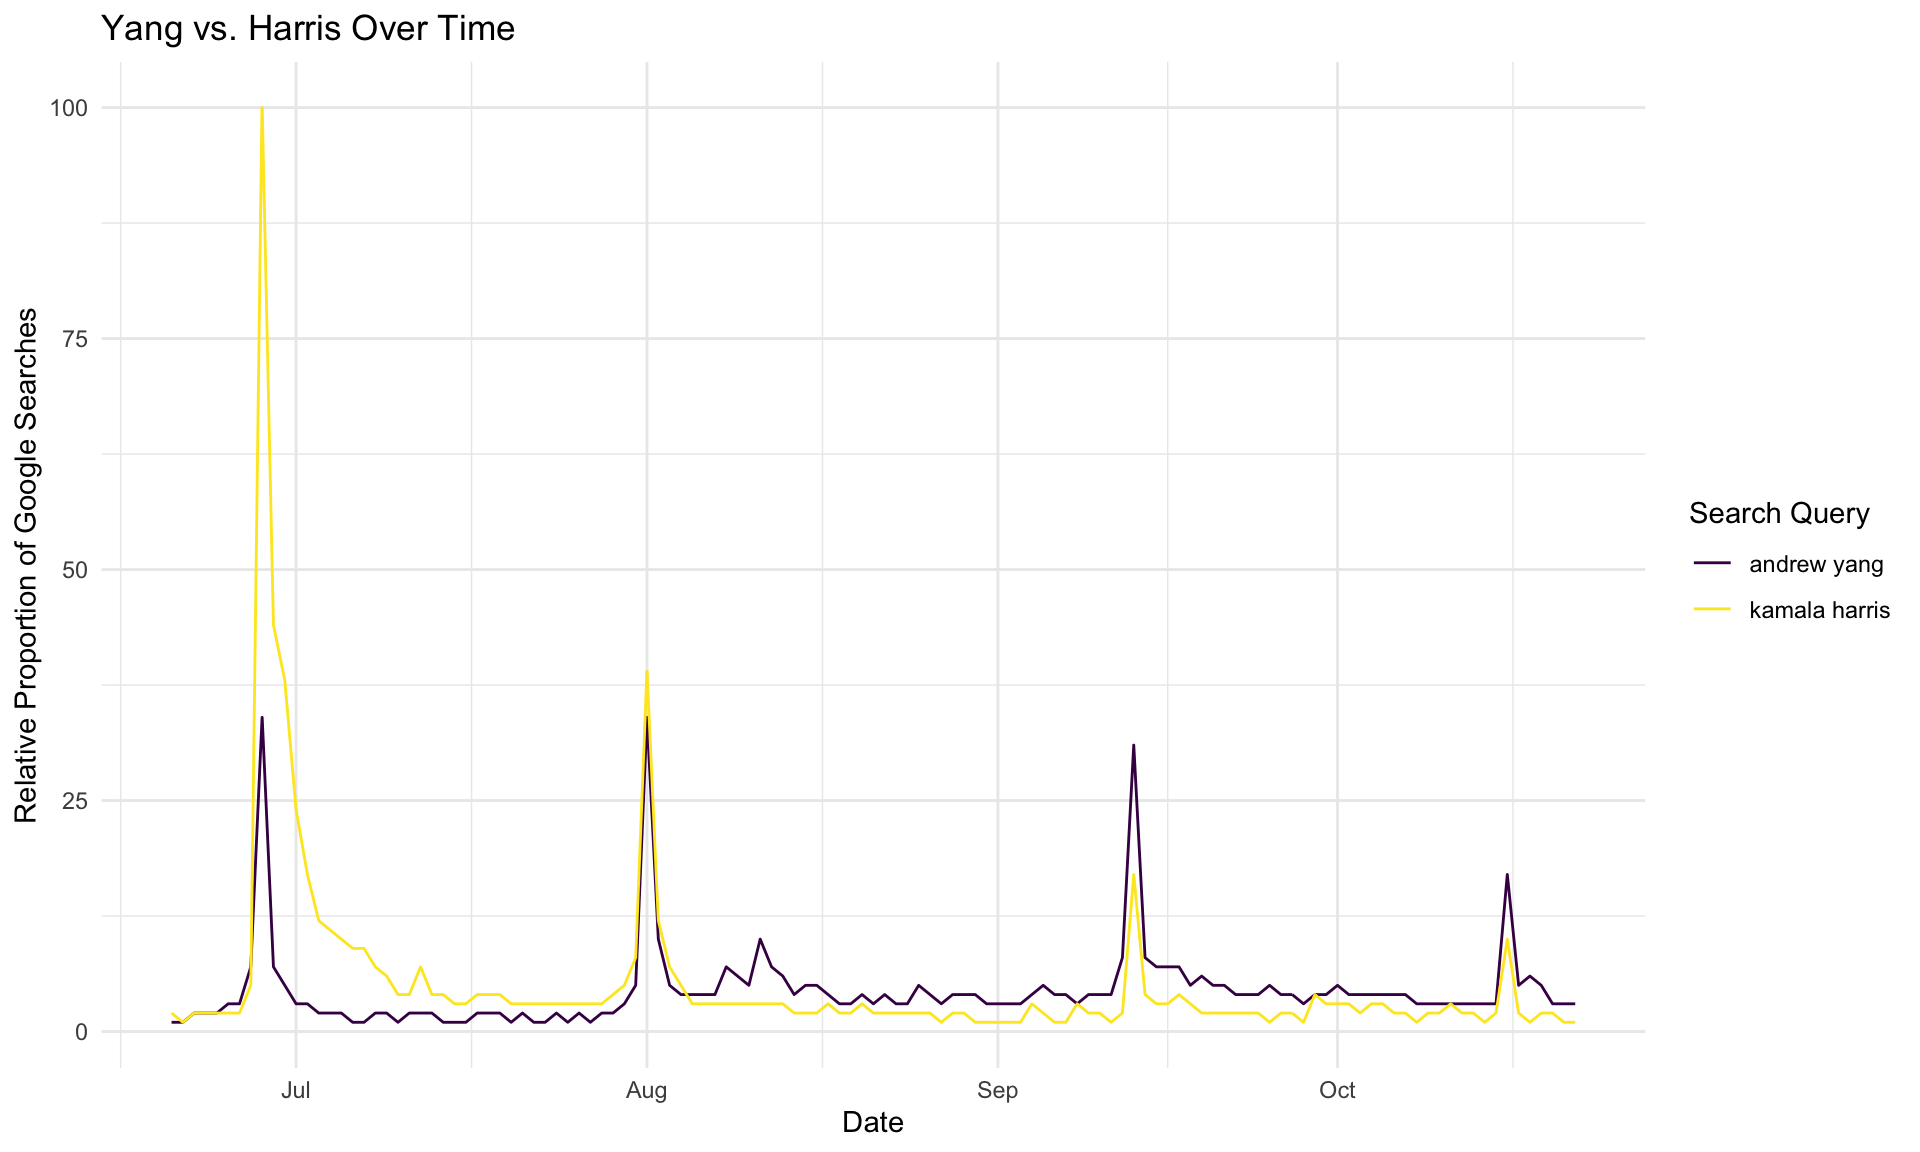 Yang vs. Harris Over Time
Relative Proportion of Google Searches
100
75
50
25
0
Jul
Aug
Sep
Oct
Date
Search Query
andrew yang
kamala harris